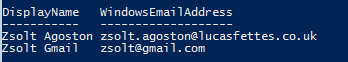 DisplayName   WindowsEmailAddress
-----------   -------------------
Zsolt Agoston zsolt.agoston@lucasfettes.co.uk
Zsolt Gmail   zsolt@gmail.com